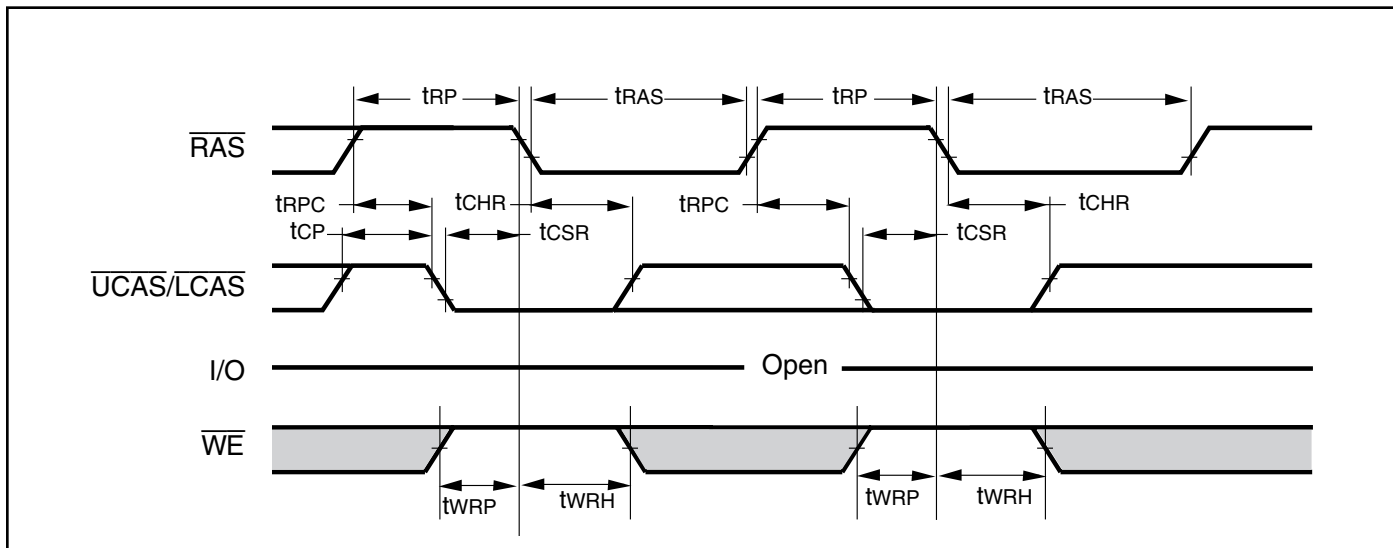 tRP tRAS tRP tRAS
RAS
tRPC tCHR tRPC tCHR
tCP tCSR tCSR
UCAS/LCAS
I/O Open
WE
tWRP tWRH tWRP tWRH